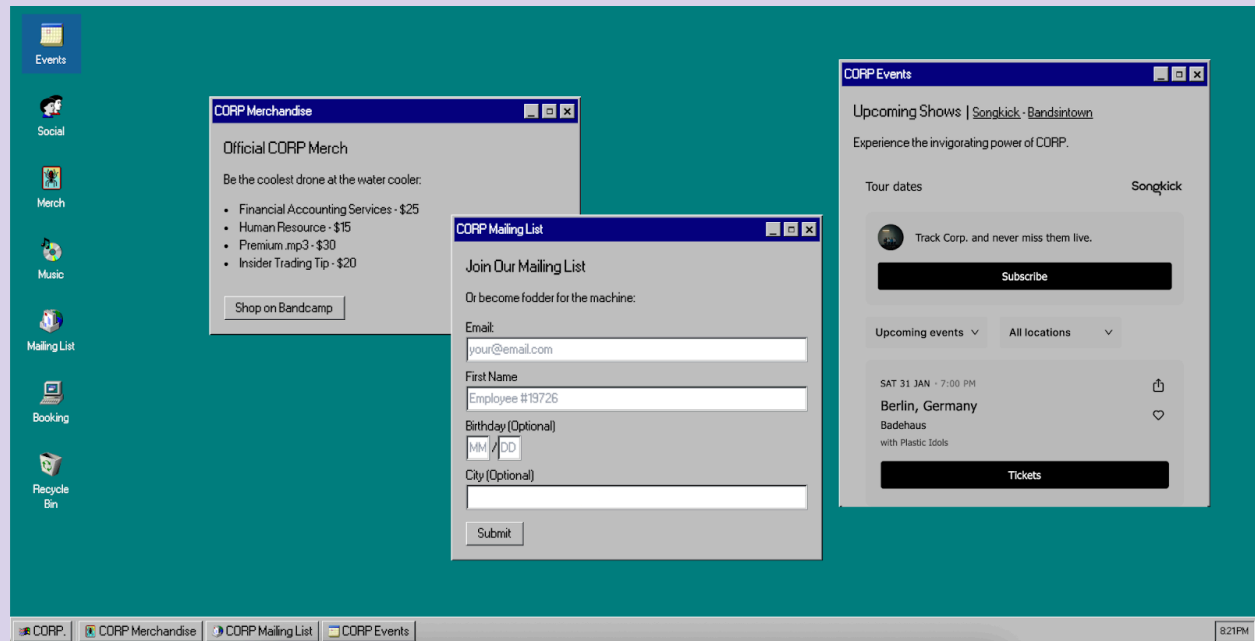 Events
Social
Merch
Music
Mailing List
Booking
Recycle
Bin
CORP Merchandise
Official CORP Merch
Be the coolest drone at the water cooler:
Financial Accounting Services - $25
Human Resource - $15
Premium .mp3 - $30
Insider Trading Tip - $20
Shop on Bandcamp
CORP Mailing List
Join Our Mailing List
Or become fodder for the machine:
Email:
your@email.com
First Name
Employee #19726
Birthday (Optional)
MM / DD
City (Optional)
Submit
CORP Events
Upcoming Shows | Songkick - Bandsintown
Experience the invigorating power of CORP.
Tour dates Songkick
Track Corp. and never miss them live.
Subscribe
Upcoming events All locations
SAT 31 JAN - 7:00 PM
Berlin, Germany
Badehaus
with Plastic Idols
Tickets
CORP. CORP Merchandise CORP Mailing List CORP Events 8:21PM